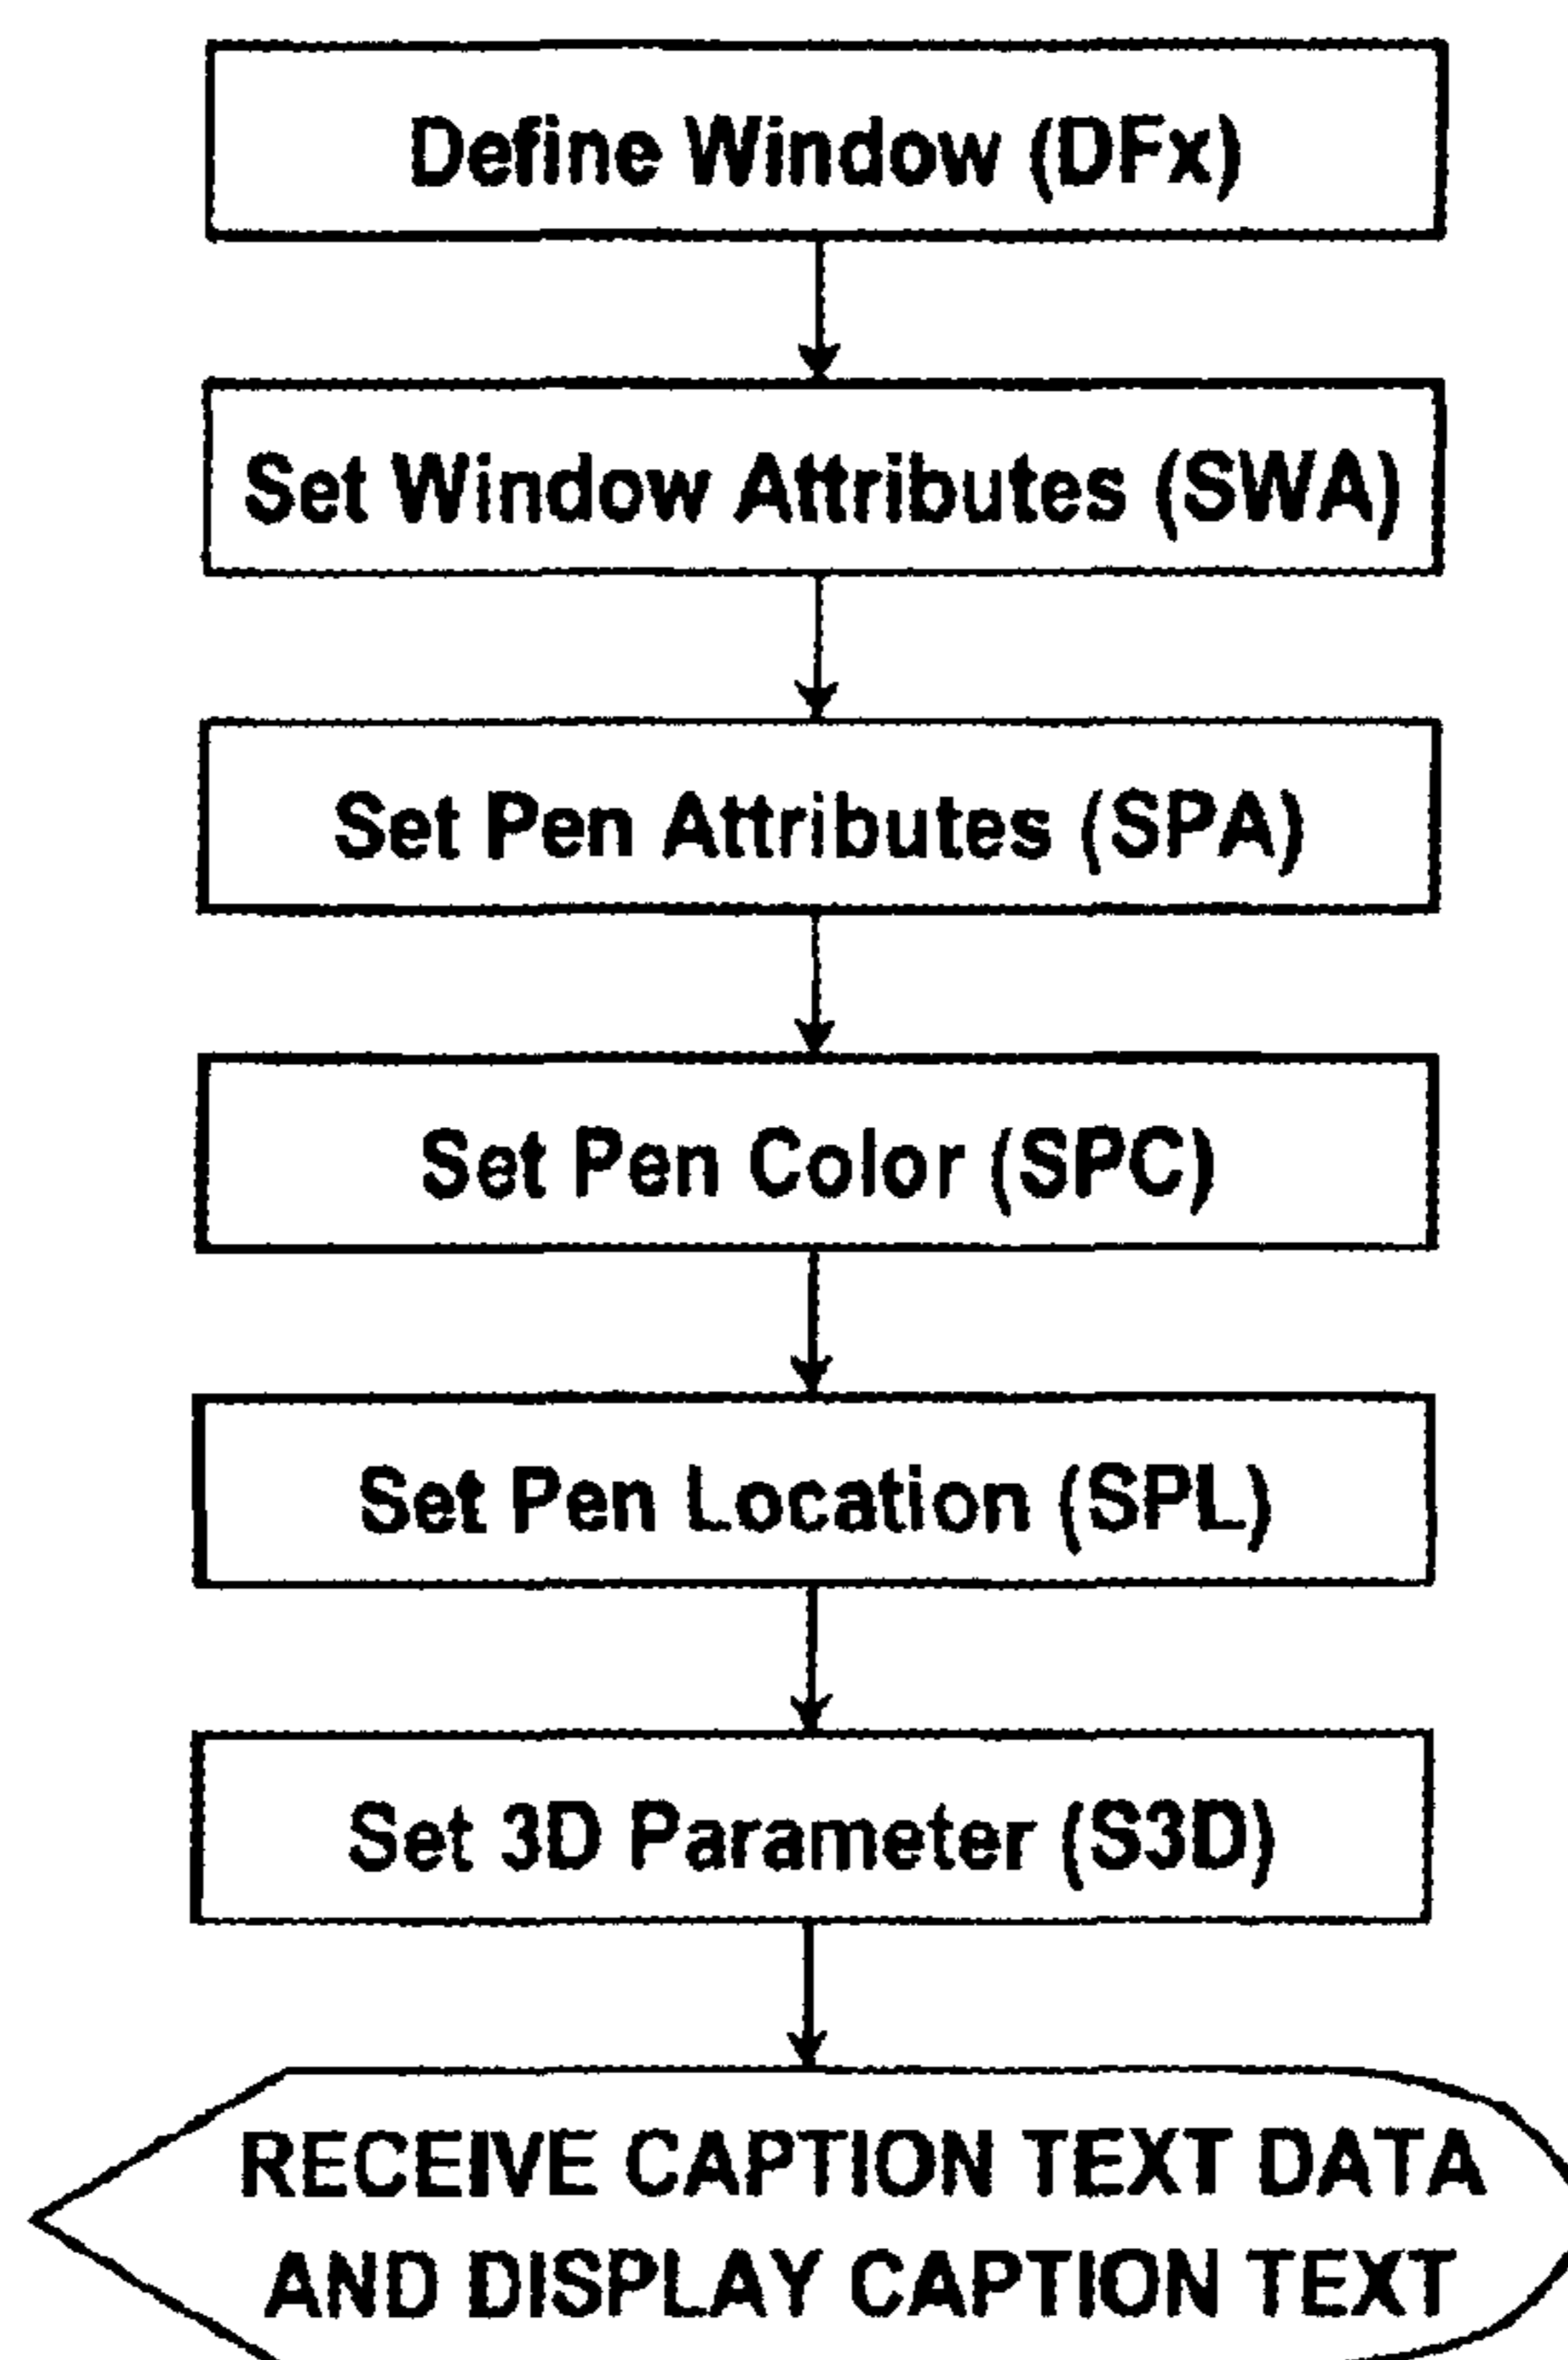 Define Window (DFx)
Set Window Attributes (SWA)
Set Pen Attributes (SPA)
Set Pen Color (SPC)
Set Pen Location (SPL)
Set 3D Parameter (S3D)
RECEIVE CAPTION TEXT DATA
AND DISPLAY CAPTION TEXT